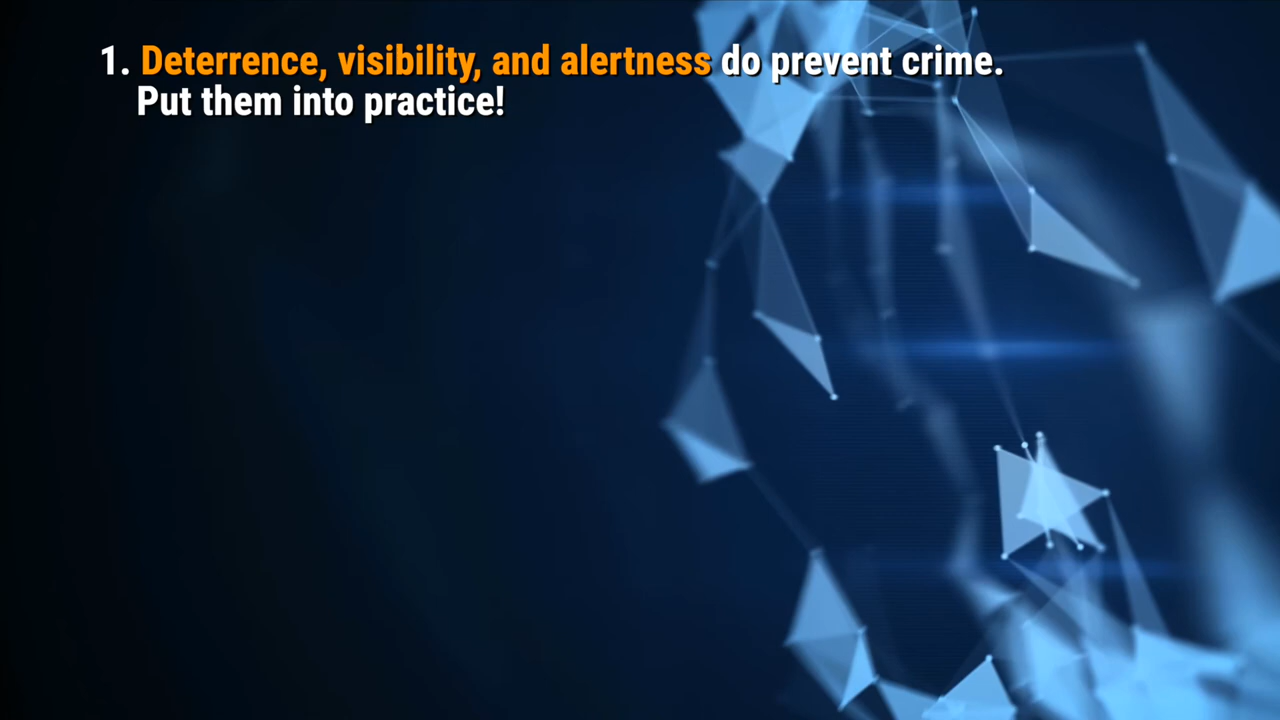 1. Deterrence, visibility, and alertness do prevent crime.
Put them into practice!